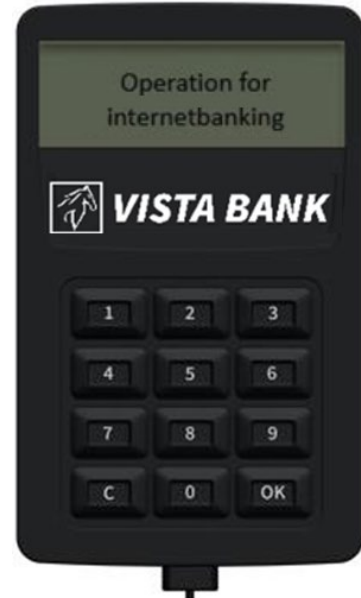 Operation for
internetbanking
VISTA BANK
1 2 3
4 5 6
7 8 9
C 0 OK